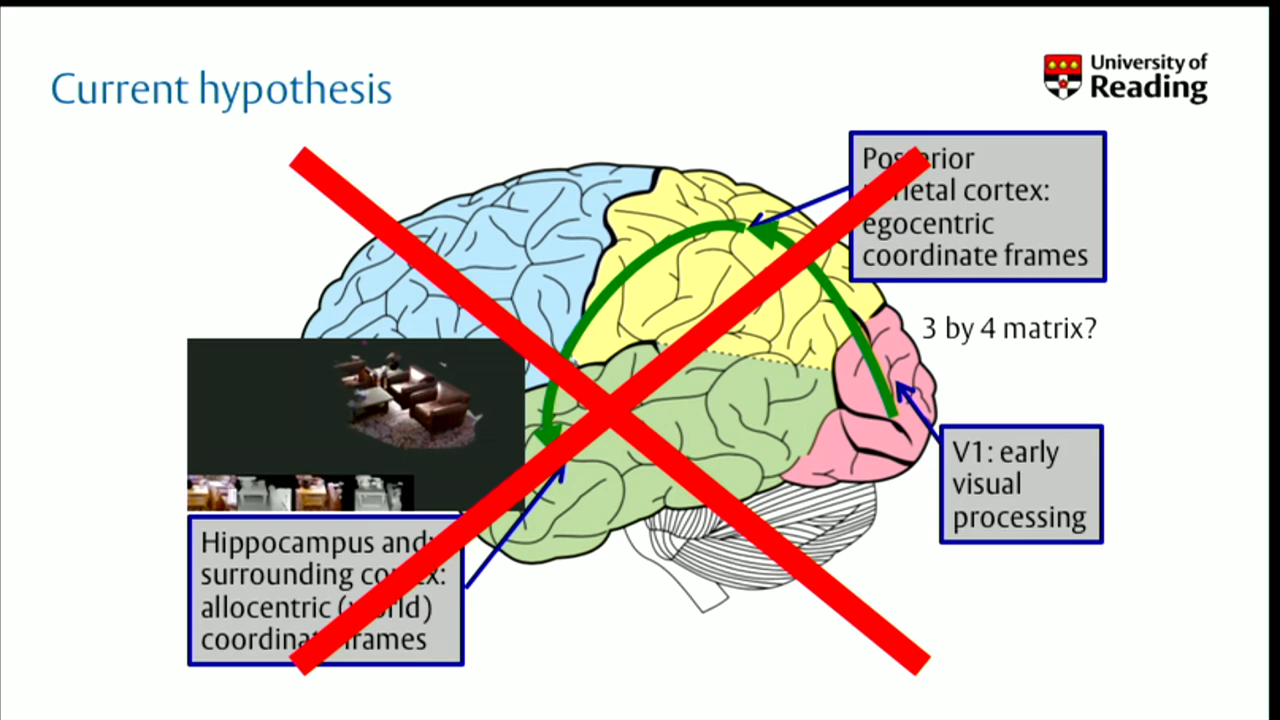 Current hypothesis
University of
Reading
Posterior
parietal cortex:
egocentric
coordinate frames
3 by 4 matrix?
V1: early
visual
processing
Hippocampus and
surrounding cortex:
allocentric (world)
coordinate frames